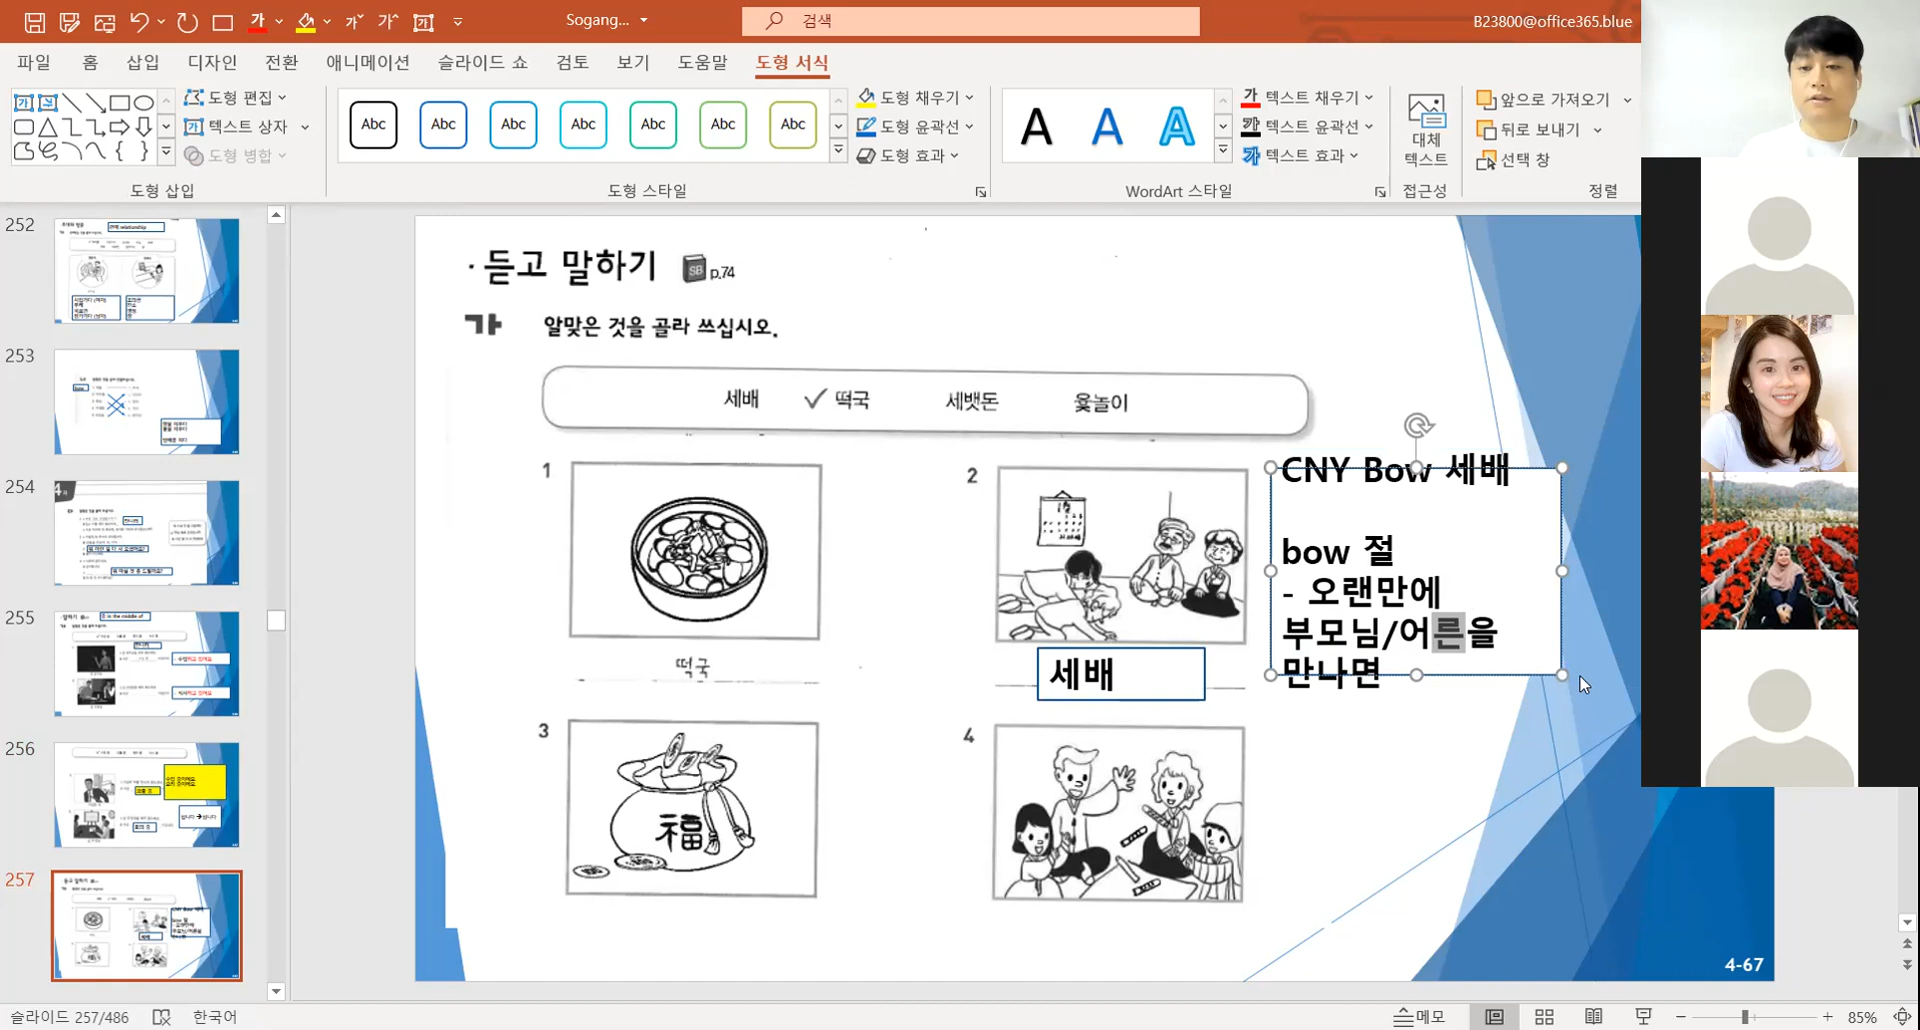 Sogang...
검색
B23800@office365.blue
파일 홈 삽입 디자인 전환 애니메이션 슬라이드 쇼 검토 보기 도움말 도형 서식
도형 편집
텍스트 상자
도형 병합
도형 삽입
Abc Abc Abc Abc Abc Abc Abc
도형 채우기
도형 윤곽선
도형 효과
도형 스타일
A A A
텍스트 채우기
텍스트 윤곽선
텍스트 효과
WordArt 스타일
대체
텍스트
접근성
앞으로 가져오기
뒤로 보내기
선택 창
정렬
252
253
254
255
256
257
· 듣고 말하기 SB p.74
가 알맞은 것을 골라 쓰십시오.
세배 ✓ 떡국 세뱃돈 윷놀이
1
떡국
2
세배
CNY Bow 세배
bow 절
- 오랜만에
부모님/어른을
만나면
3
福
4
4-67
슬라이드 257/486 한국어
메모
85%